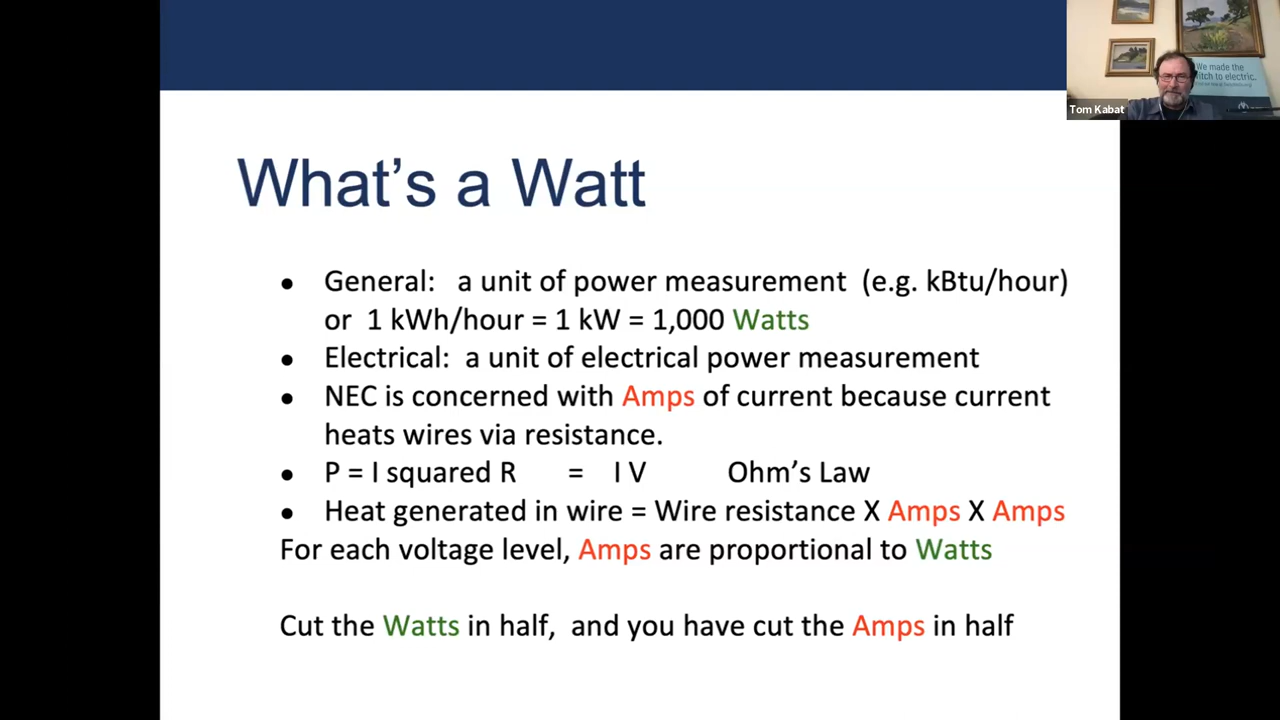 We made the
itch to electric.
Tom Kabat
What's a Watt
• General: a unit of power measurement (e.g. kBtu/hour)
or 1 kWh/hour = 1 kW = 1,000 Watts
• Electrical: a unit of electrical power measurement
• NEC is concerned with Amps of current because current
heats wires via resistance.
• P = I squared R = I V Ohm's Law
• Heat generated in wire = Wire resistance X Amps X Amps
For each voltage level, Amps are proportional to Watts
Cut the Watts in half, and you have cut the Amps in half